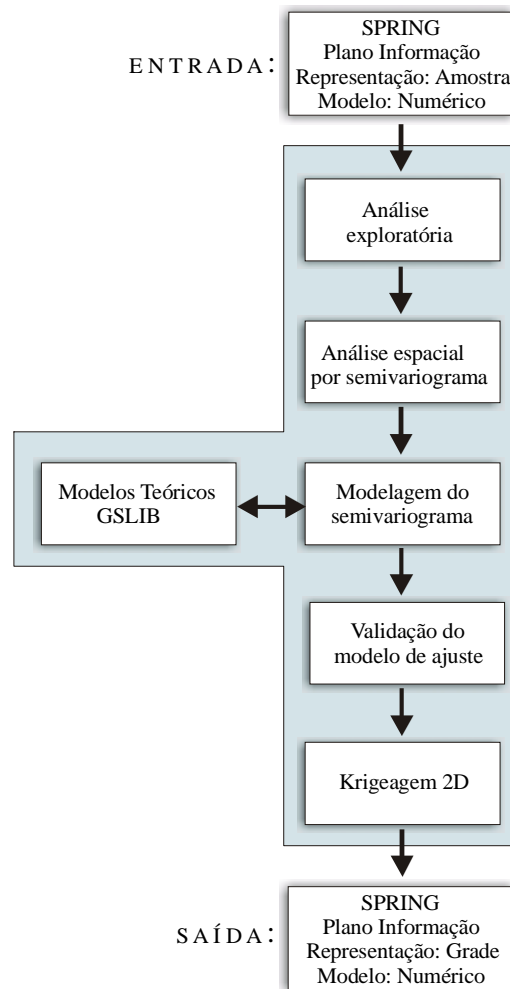 ENTRADA:
SPRING
Plano Informação
Representação: Amostra
Modelo: Numérico
Análise
exploratória
Análise espacial
por semivariograma
Modelos Teóricos
GSLIB
Modelagem do
semivariograma
Validação do
modelo de ajuste
Krigeagem 2D
SAÍDA:
SPRING
Plano Informação
Representação: Grade
Modelo: Numérico